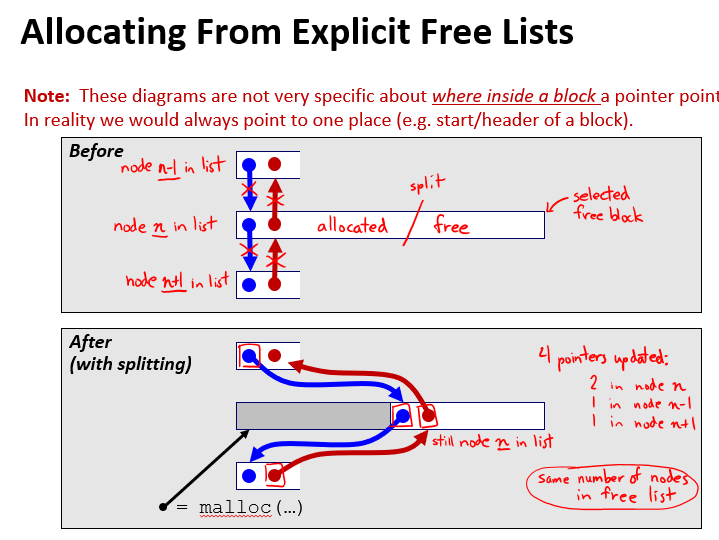 Allocating From Explicit Free Lists
Note: These diagrams are not very specific about where inside a block a pointer point
In reality we would always point to one place (e.g. start/header of a block).
Before
node n-1 in list
split
selected
free block
node n in list
allocated
free
node n+1 in list
After
(with splitting)
4 pointers updated:
2 in node n
1 in node n-1
1 in node n+1
still node n in list
same number of nodes
in free list
= malloc(…)